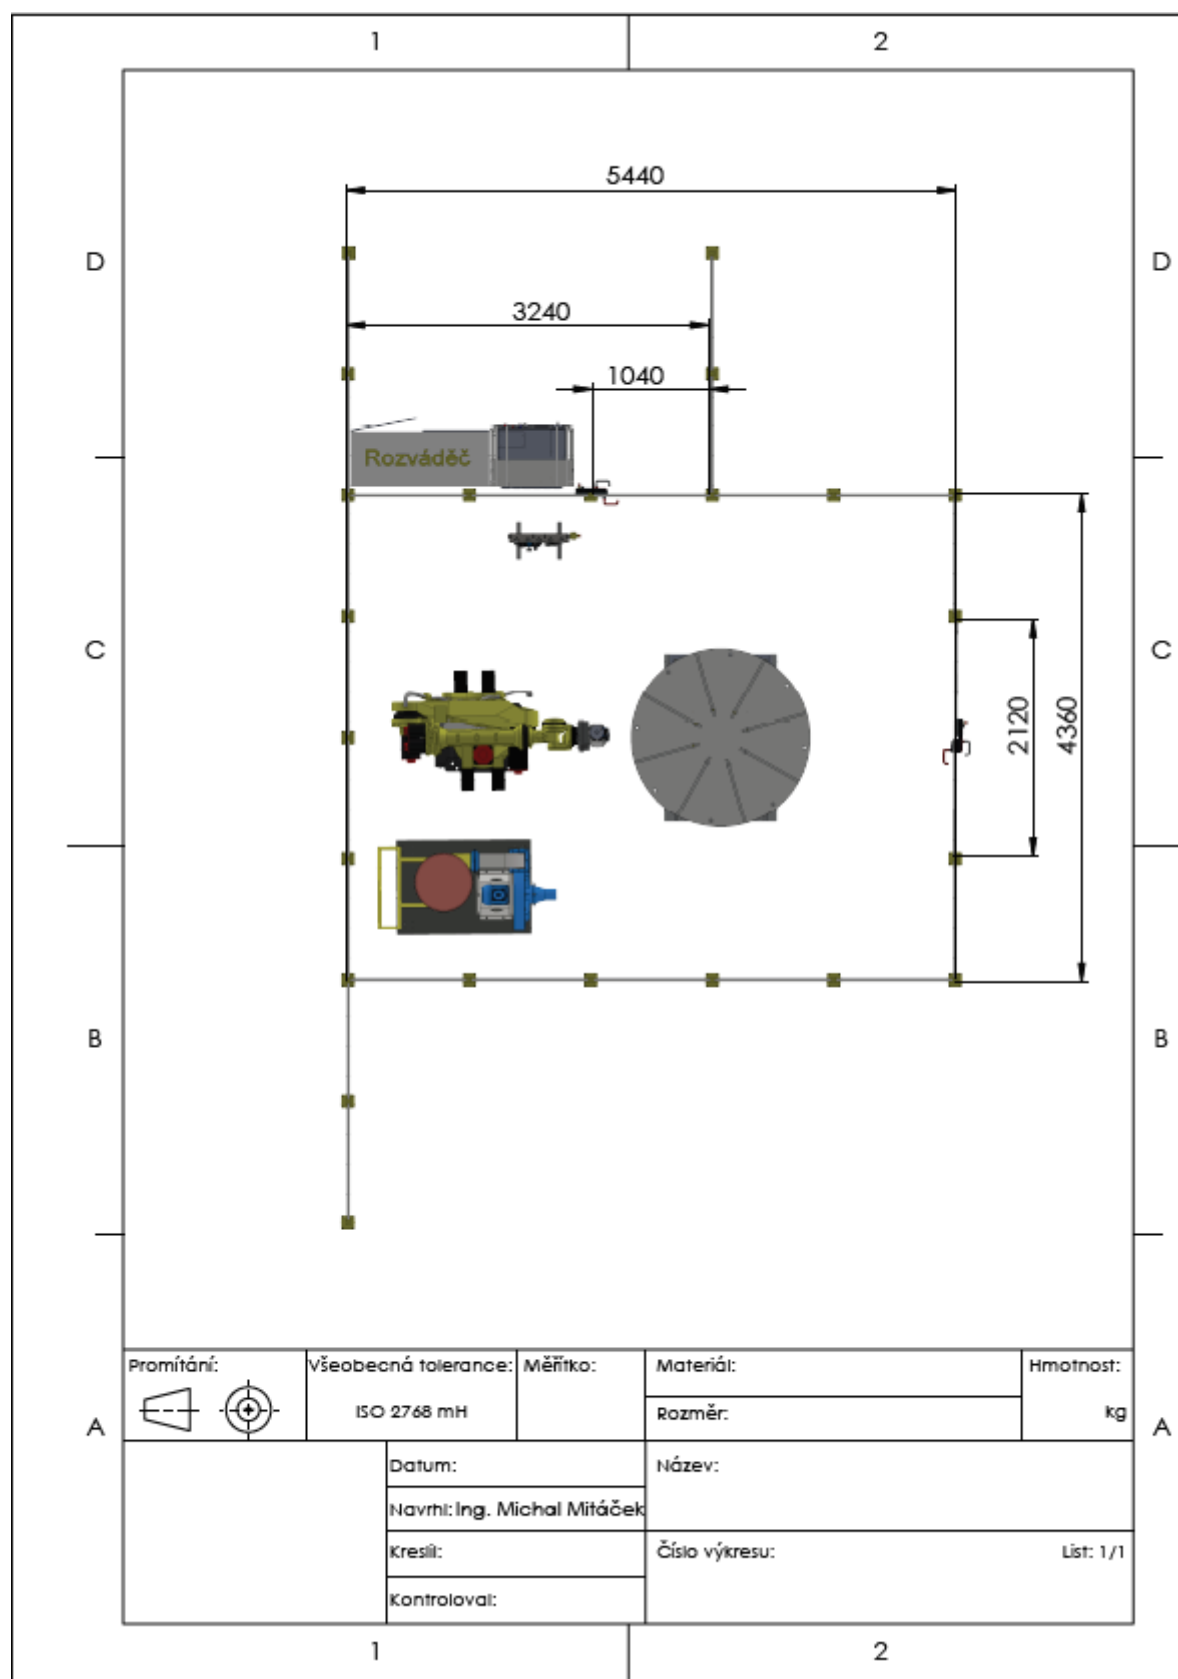 1 2
5440
D D
3240
1040
Rozváděč
C C
2120
4360
B B
Promítání: Všeobecná tolerance: Měřítko: Materiál: Hmotnost:
ISO 2768 mH Rozměr: kg
A A
Datum: Název:
Navrhl: Ing. Michal Mitáček
Kreslil: Číslo výkresu: List: 1/1
Kontroloval:
1 2